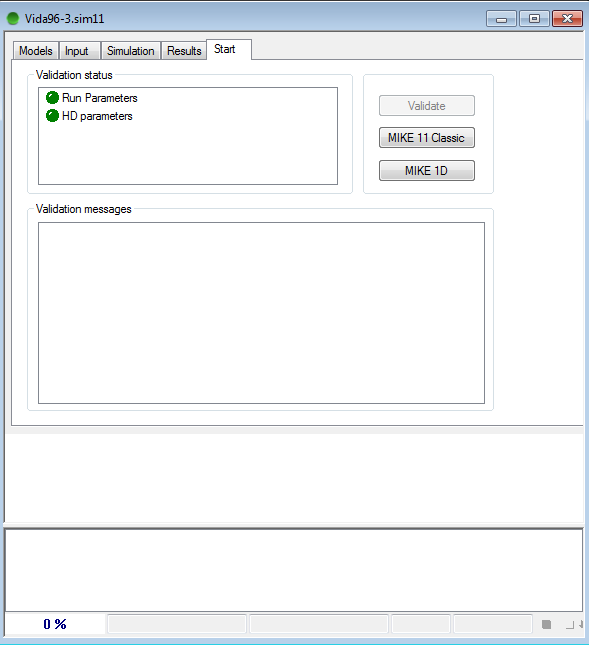 Vida96-3.sim11
Models Input Simulation Results Start
Validation status
Run Parameters
HD parameters
Validate
MIKE 11 Classic
MIKE 1D
Validation messages
0 %